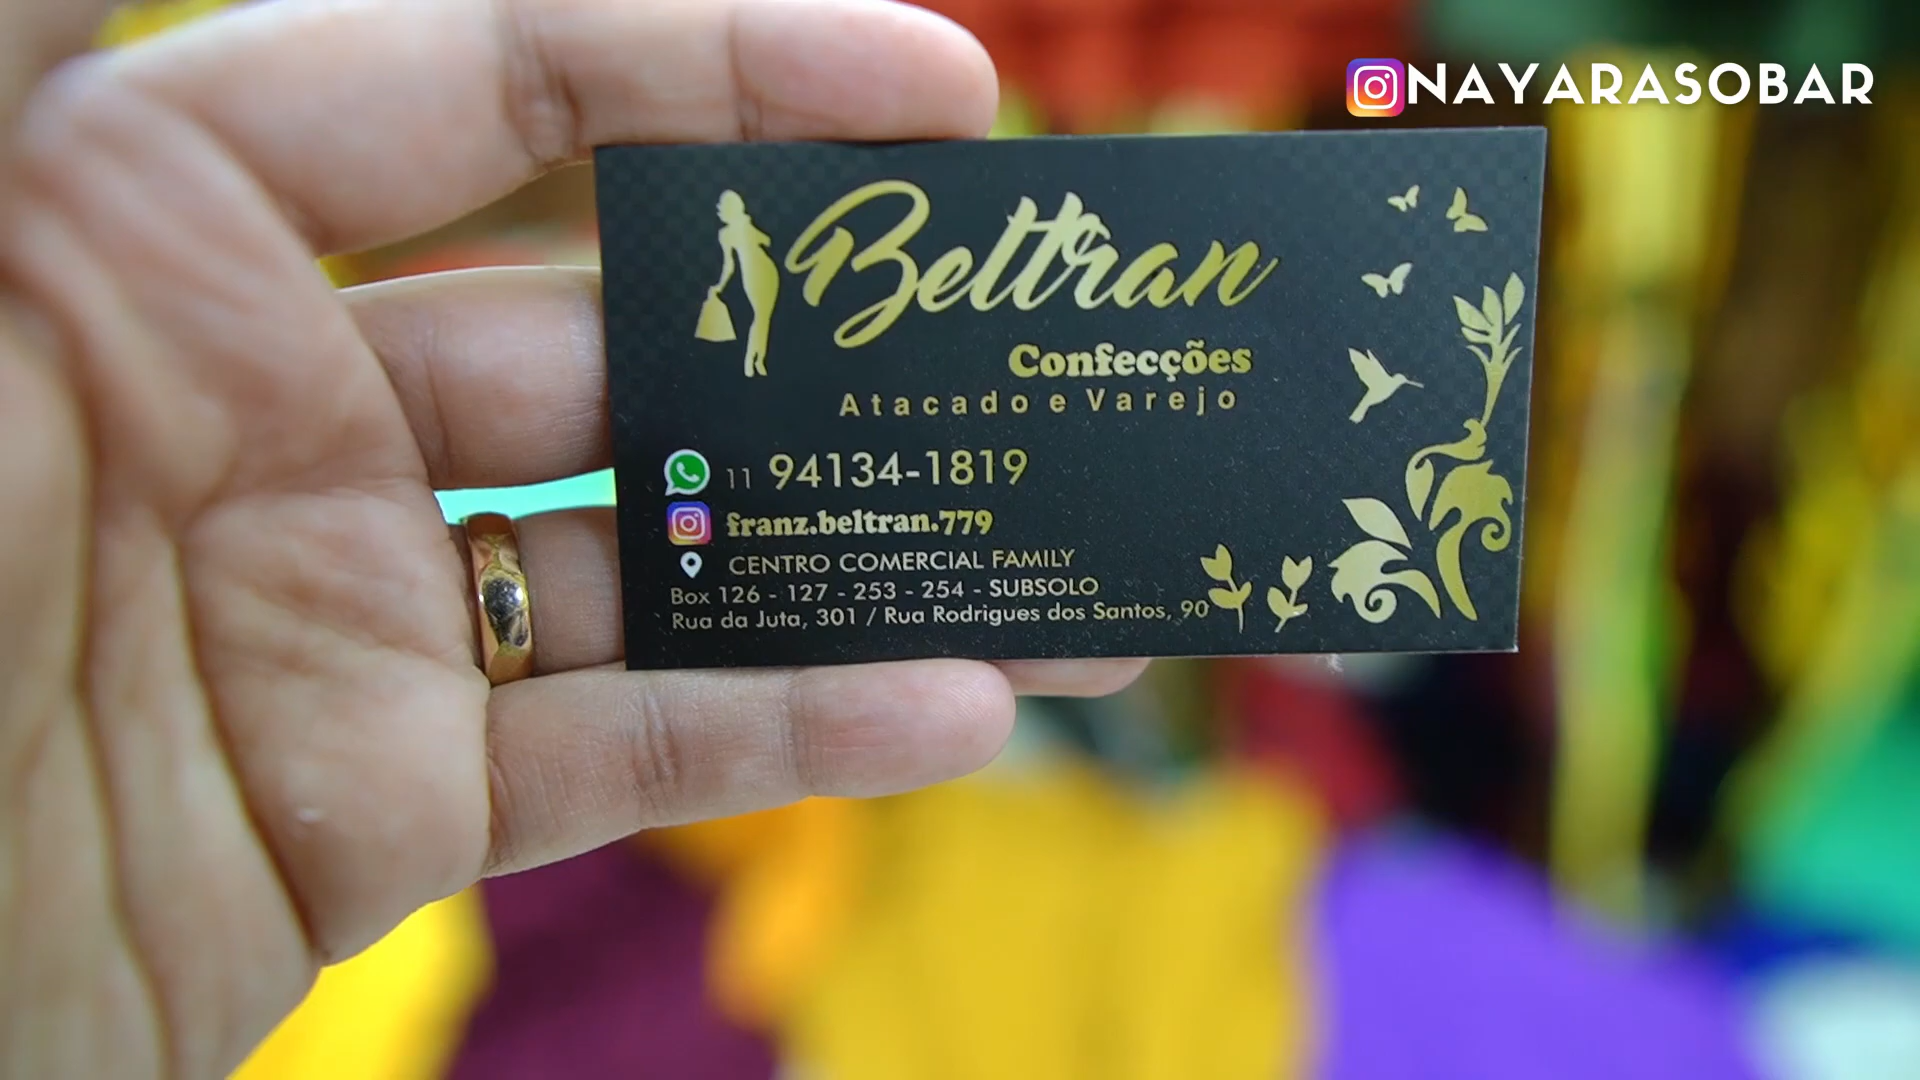 NAYARASOBAR
Beltran
Confecções
Atacado e Varejo
11 94134-1819
franz.beltran.779
CENTRO COMERCIAL FAMILY
Box 126 - 127 - 253 - 254 - SUBSOLO
Rua da Juta, 301 / Rua Rodrigues dos Santos, 90